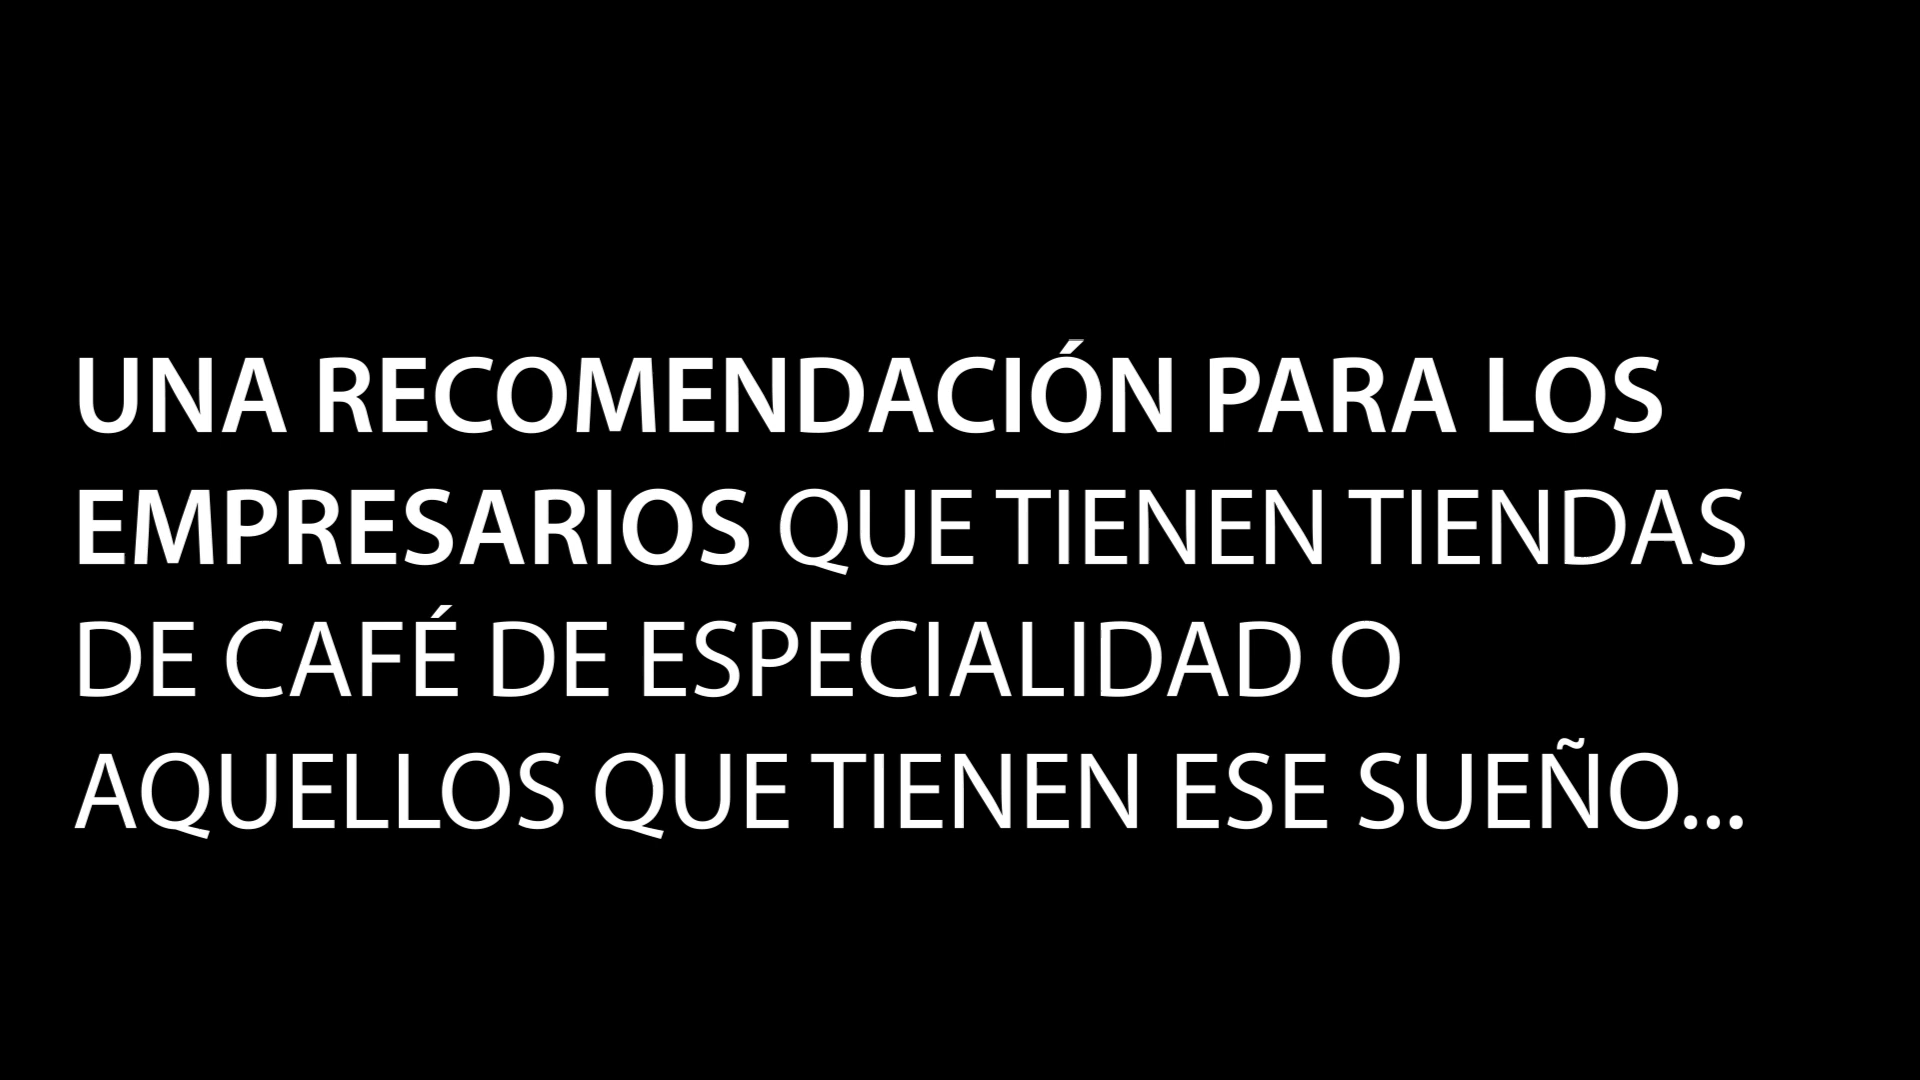 UNA RECOMENDACIÓN PARA LOS
EMPRESARIOS QUE TIENEN TIENDAS
DE CAFÉ DE ESPECIALIDAD O
AQUELLOS QUE TIENEN ESE SUEÑO...